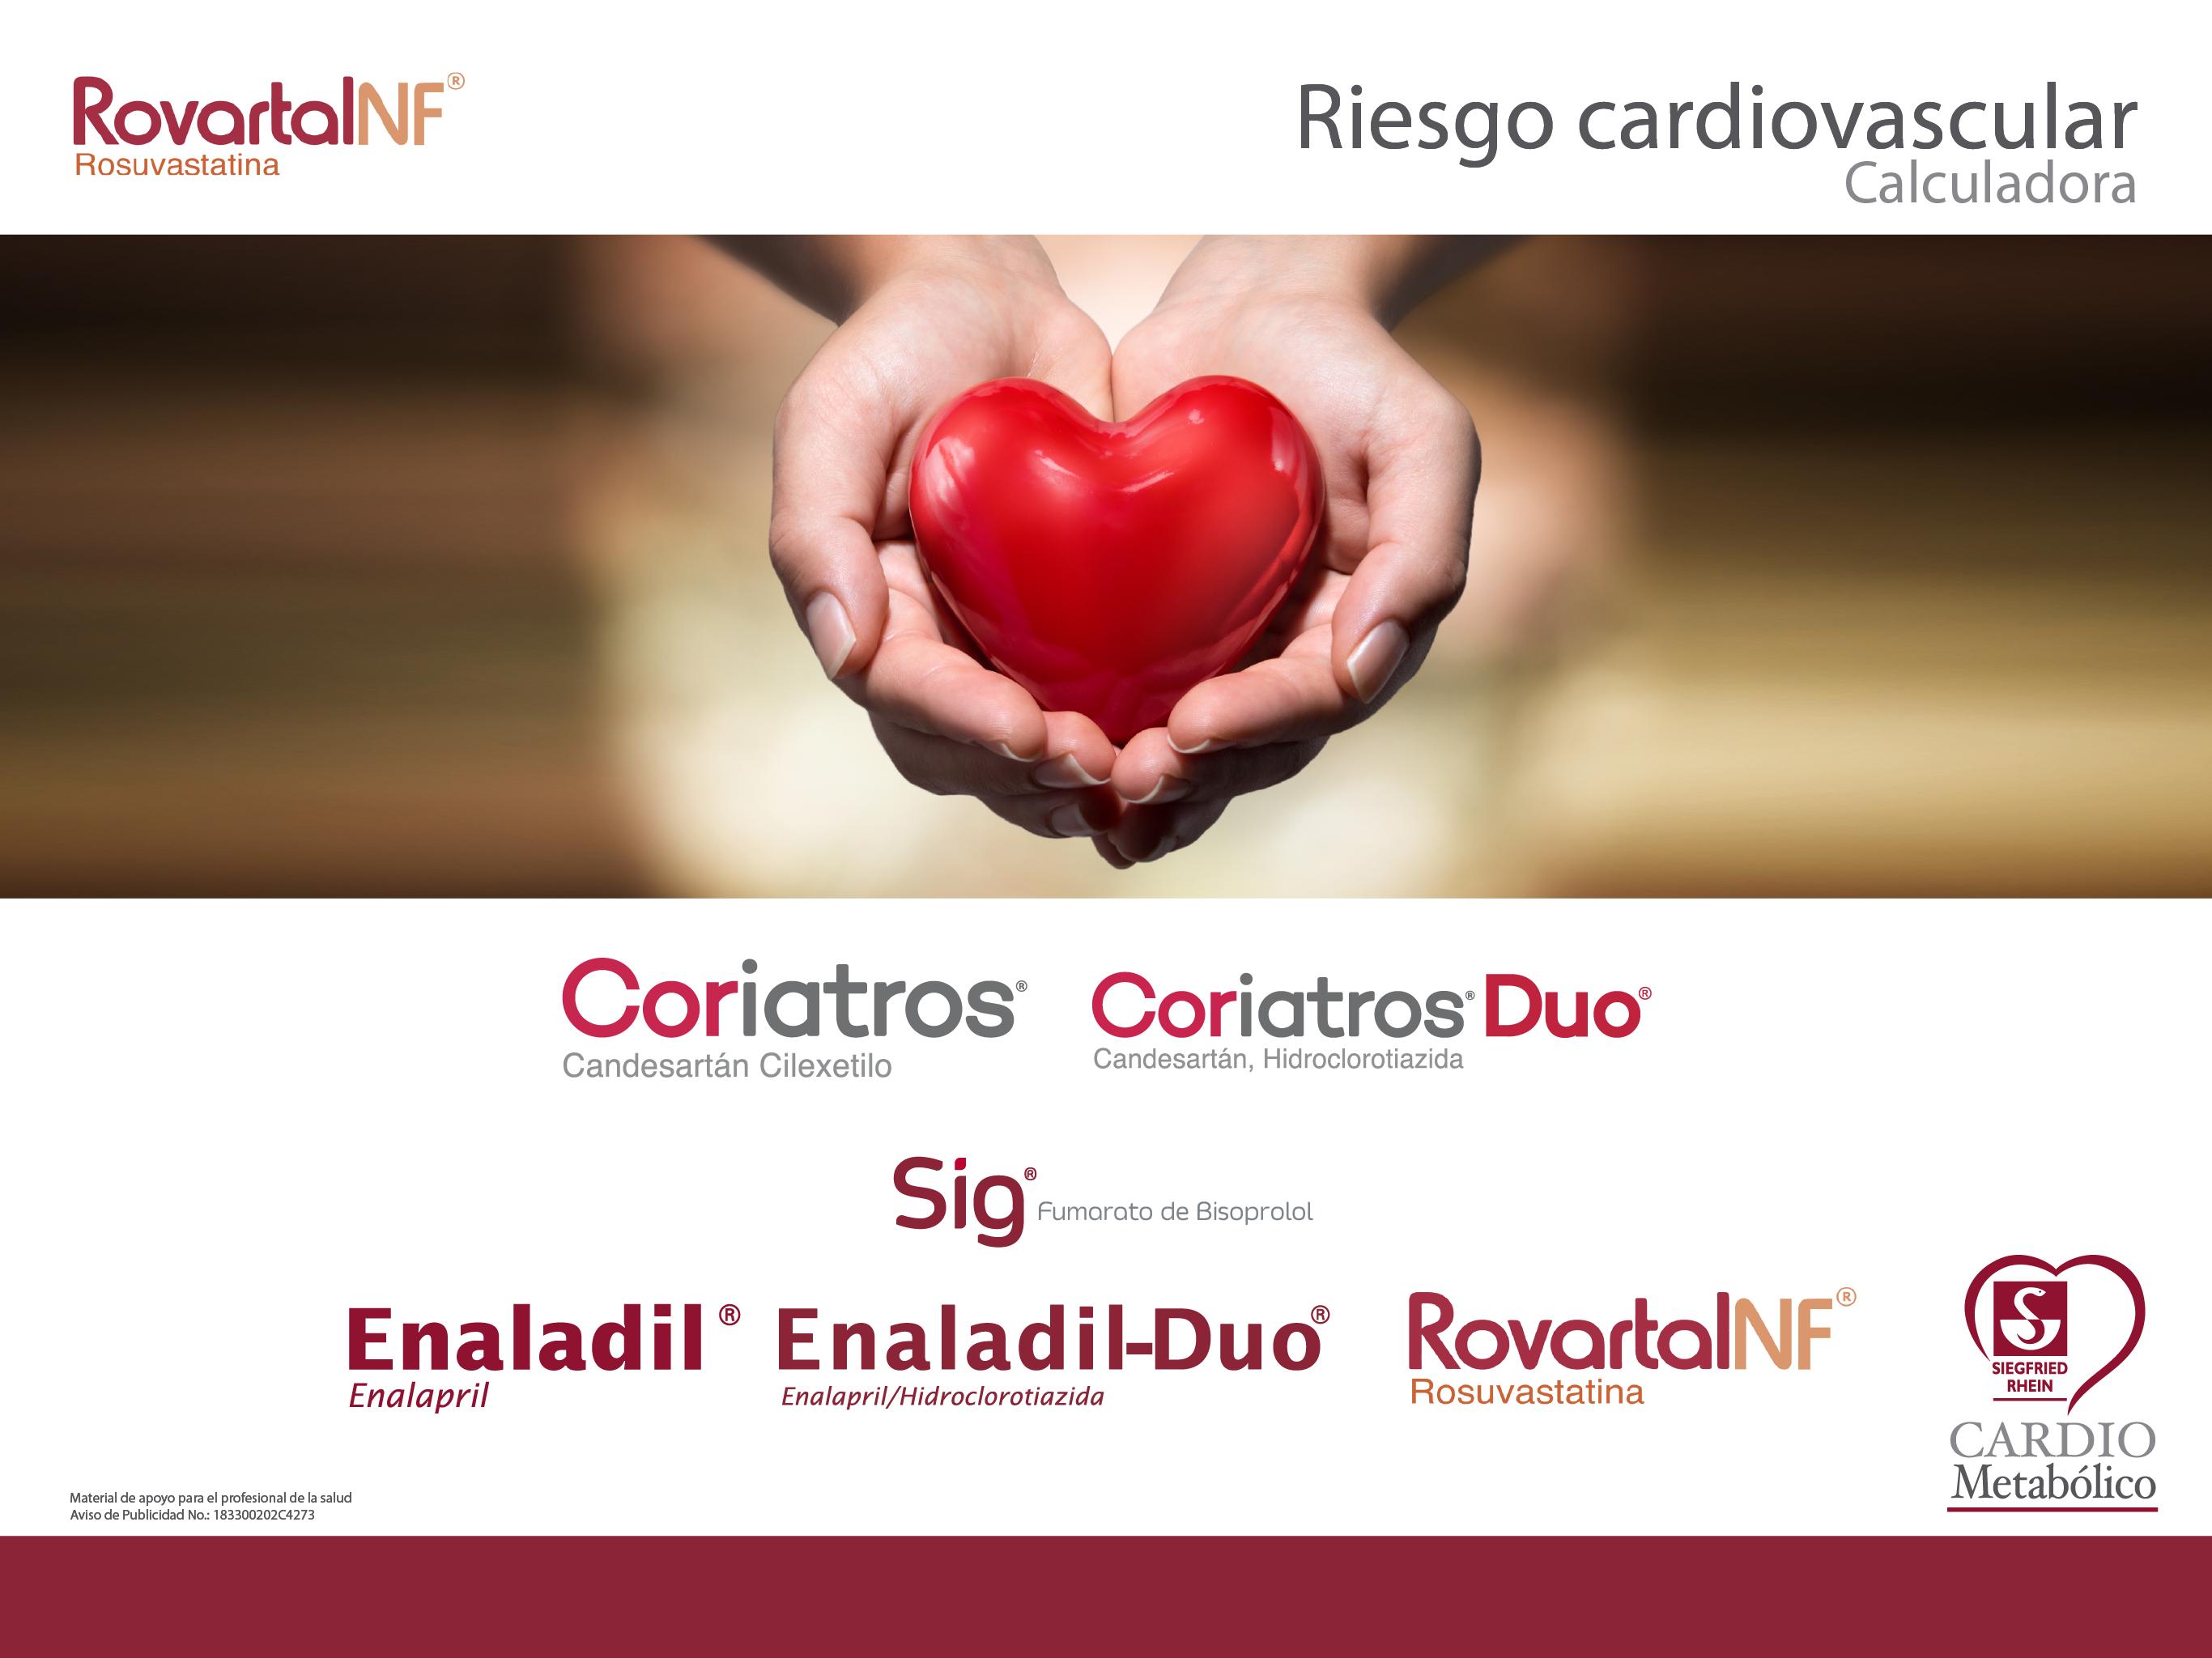 RovartalNF®
Rosuvastatina
Riesgo cardiovascular
Calculadora
Coriatros®
Candesartán Cilexetilo
Coriatros® Duo®
Candesartán, Hidroclorotiazida
Sig® Fumarato de Bisoprolol
Enaladil®
Enalapril
Enaladil-Duo®
Enalapril/Hidroclorotiazida
RovartalNF®
Rosuvastatina
SIEGFRIED
RHEIN
CARDIO
Metabólico
Material de apoyo para el profesional de la salud
Aviso de Publicidad No.: 183300202C4273